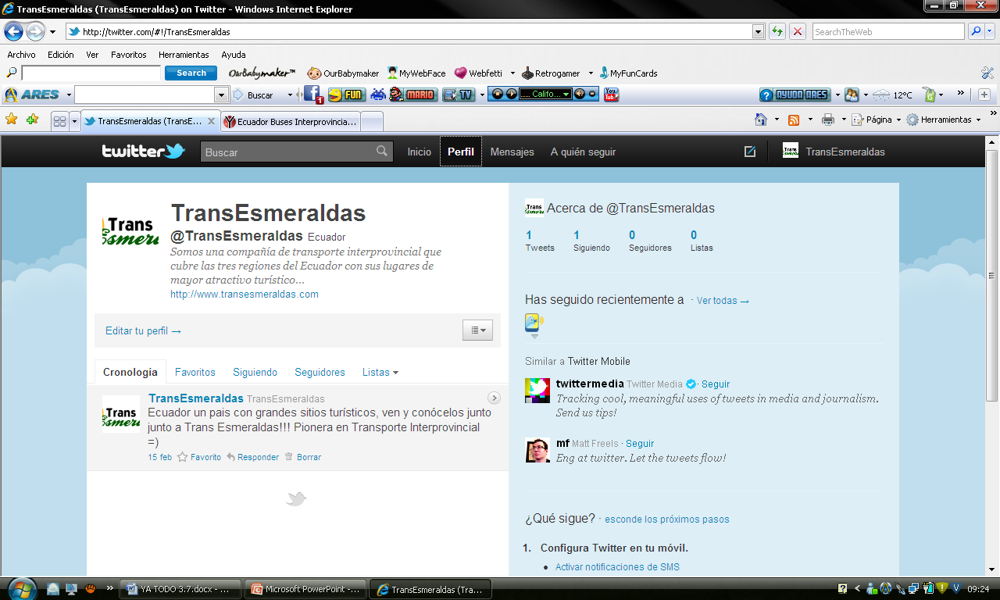 TransEsmeraldas (TransEsmeraldas) on Twitter - Windows Internet Explorer
http://twitter.com/#!/TransEsmeraldas
SearchTheWeb
Archivo Edición Ver Favoritos Herramientas Ayuda
Search OurBabymaker™ OurBabymaker MyWebFace Webfetti Retrogamer MyFunCards
ARES Buscar 1 FUN MARIO TV ..... Califo... You Tube AYUDA ARES 12°C
TransEsmeraldas (TransE... Ecuador Buses Interprovincia... Página Herramientas
twitter Buscar Inicio Perfil Mensajes A quién seguir TransEsmeraldas
TransEsmeraldas
@TransEsmeraldas Ecuador
Somos una compañía de transporte interprovincial que
cubre las tres regiones del Ecuador con sus lugares de
mayor atractivo turístico...
http://www.transesmeraldas.com
Editar tu perfil →
Cronología Favoritos Siguiendo Seguidores Listas
TransEsmeraldas TransEsmeraldas
Ecuador un pais con grandes sitios turísticos, ven y conócelos junto
junto a Trans Esmeraldas!!! Pionera en Transporte Interprovincial
=)
15 feb Favorito Responder Borrar
Acerca de @TransEsmeraldas
1 1 0 0
Tweets Siguiendo Seguidores Listas
Has seguido recientemente a · Ver todas →
Similar a Twitter Mobile
twittermedia Twitter Media · Seguir
Tracking cool, meaningful uses of tweets in media and journalism.
Send us tips!
mf Matt Freels · Seguir
Eng at twitter. Let the tweets flow!
¿Qué sigue? · esconde los próximos pasos
1. Configura Twitter en tu móvil.
• Activar notificaciones de SMS
YA TODO 3.7.docx - ... Microsoft PowerPoint -... TransEsmeraldas (Tra... 09:24